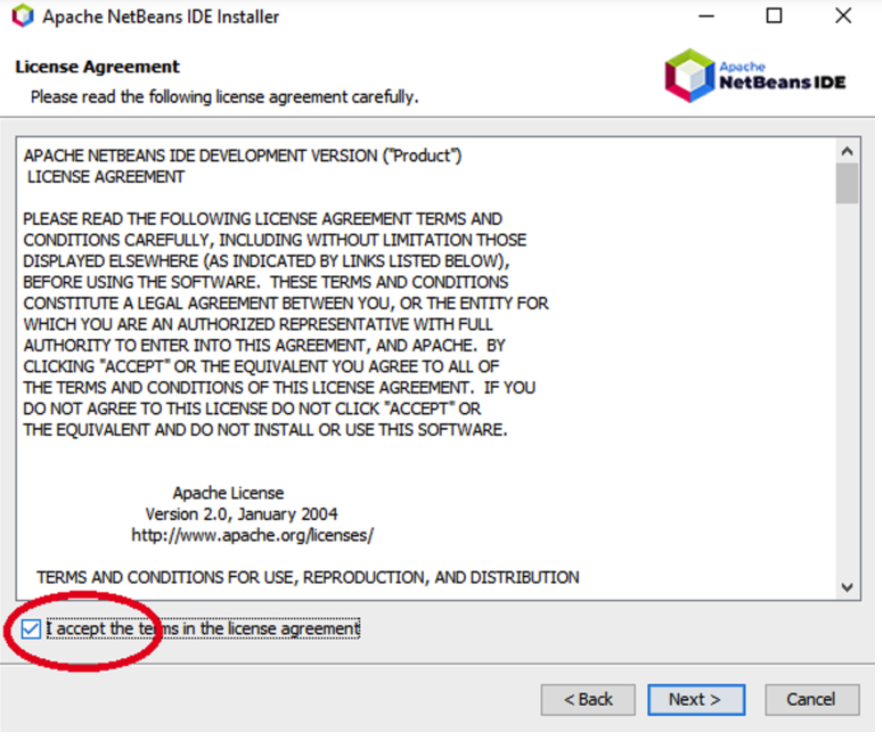 Apache NetBeans IDE Installer
License Agreement
Please read the following license agreement carefully.
Apache
NetBeans IDE
APACHE NETBEANS IDE DEVELOPMENT VERSION ("Product")
LICENSE AGREEMENT
PLEASE READ THE FOLLOWING LICENSE AGREEMENT TERMS AND
CONDITIONS CAREFULLY, INCLUDING WITHOUT LIMITATION THOSE
DISPLAYED ELSEWHERE (AS INDICATED BY LINKS LISTED BELOW),
BEFORE USING THE SOFTWARE.  THESE TERMS AND CONDITIONS
CONSTITUTE A LEGAL AGREEMENT BETWEEN YOU, OR THE ENTITY FOR
WHICH YOU ARE AN AUTHORIZED REPRESENTATIVE WITH FULL
AUTHORITY TO ENTER INTO THIS AGREEMENT, AND APACHE.  BY
CLICKING "ACCEPT" OR THE EQUIVALENT YOU AGREE TO ALL OF
THE TERMS AND CONDITIONS OF THIS LICENSE AGREEMENT.  IF YOU
DO NOT AGREE TO THIS LICENSE DO NOT CLICK "ACCEPT" OR
THE EQUIVALENT AND DO NOT INSTALL OR USE THIS SOFTWARE.
Apache License
Version 2.0, January 2004
http://www.apache.org/licenses/
TERMS AND CONDITIONS FOR USE, REPRODUCTION, AND DISTRIBUTION
I accept the terms in the license agreement
< Back
Next >
Cancel